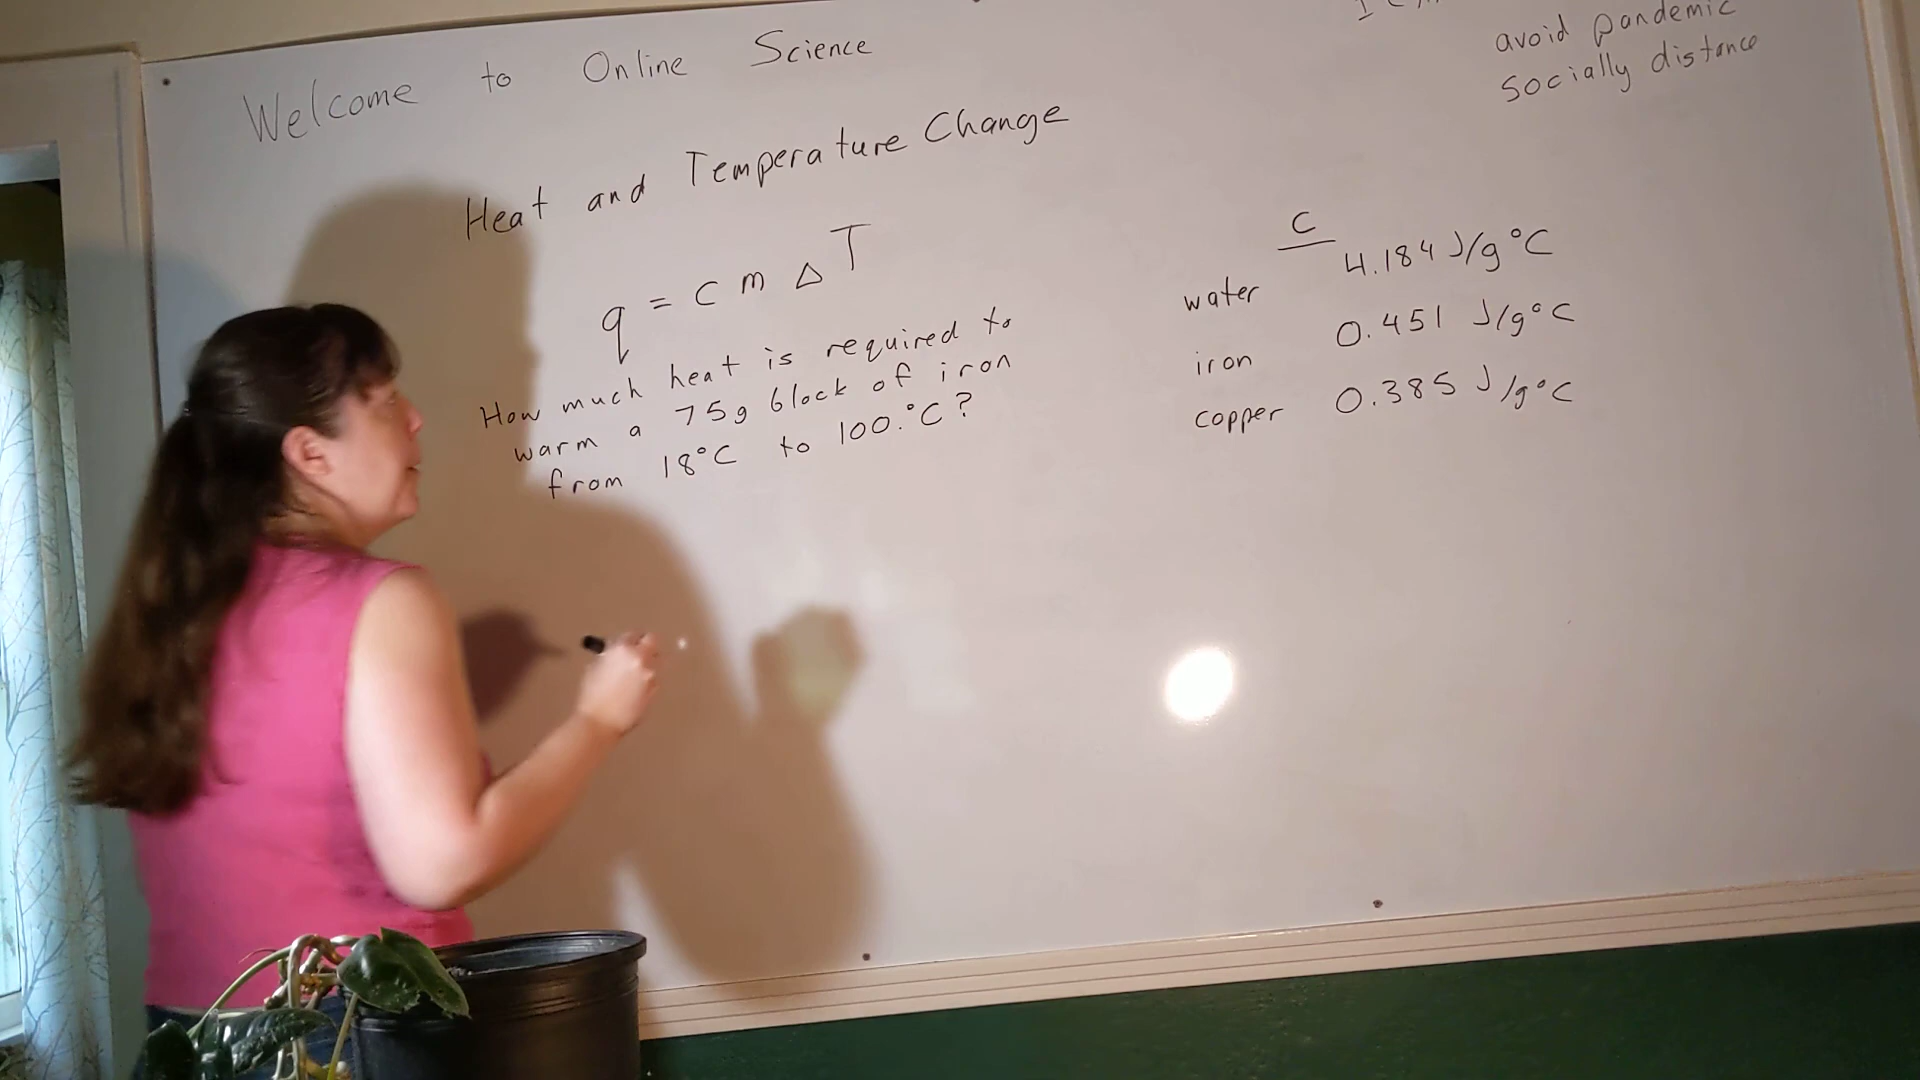 Welcome to Online Science
avoid pandemic
socially distance
Heat and Temperature Change
q = c m Δ T
How much heat is required to
warm a 75g block of iron
from 18°C to 100.°C?
C
water 4.184 J/g°C
iron 0.451 J/g°C
copper 0.385 J/g°C